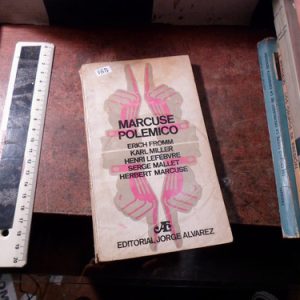 MARCUSE
POLEMICO
ERICH FROMM
KARL MILLER
HENRI LEFEBVRE
SERGE MALLET
HERBERT MARCUSE
EDITORIAL JORGE ALVAREZ